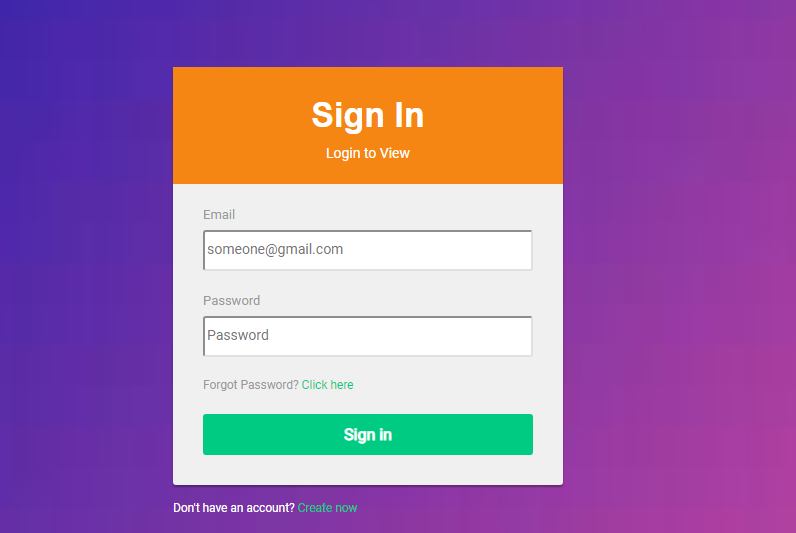 Sign In
Login to View
Email
someone@gmail.com
Password
Password
Forgot Password? Click here
Sign in
Don't have an account? Create now